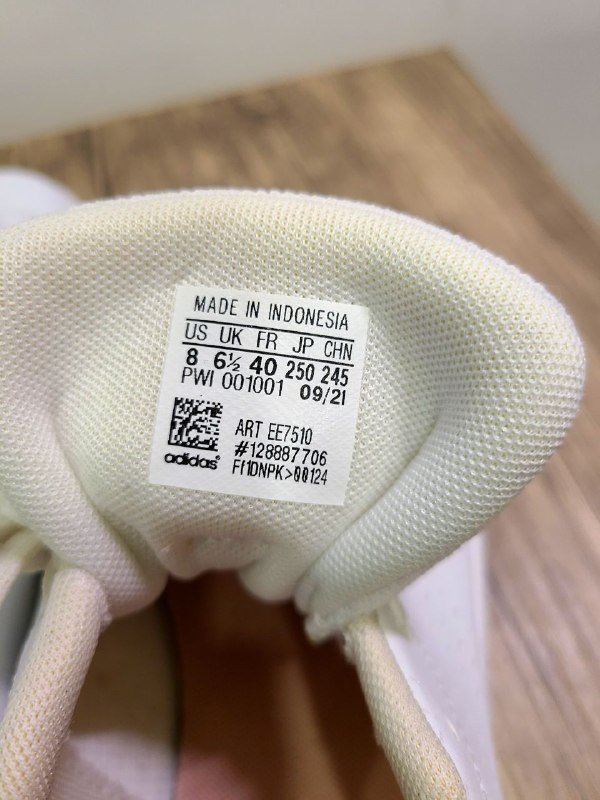 MADE IN INDONESIA
US UK FR JP CHN
8 6½ 40 250 245
PWI 001001 09/21
ART EE7510
#128887706
adidas®
F(1DNPK>00124